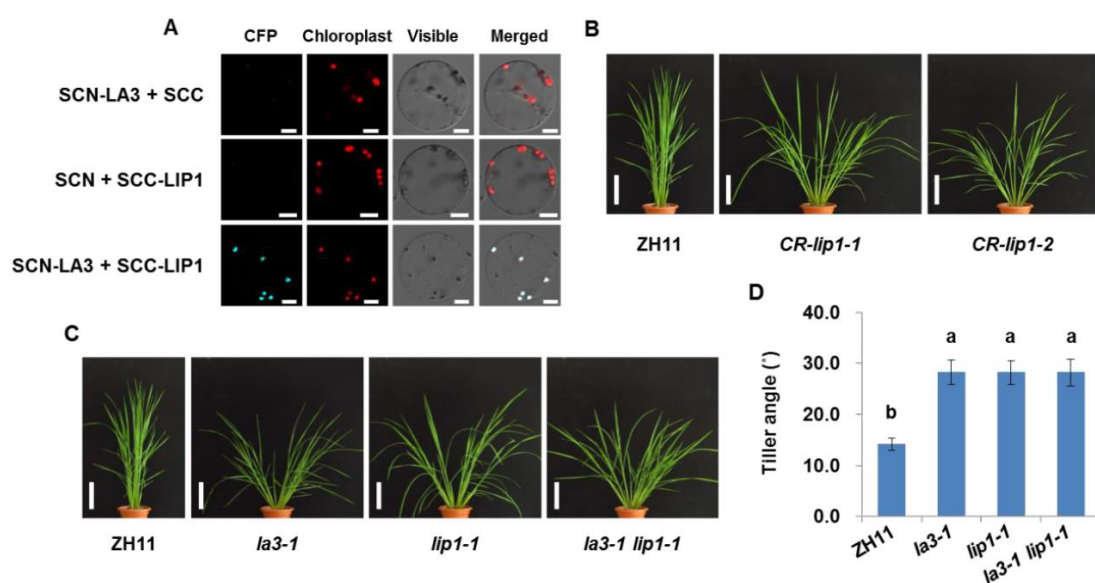 A
CFP Chloroplast Visible Merged
SCN-LA3 + SCC
SCN + SCC-LIP1
SCN-LA3 + SCC-LIP1
B
ZH11 CR-lip1-1 CR-lip1-2
C
ZH11 la3-1 lip1-1 la3-1 lip1-1
D
Tiller angle (˚)
40.0
30.0
20.0
10.0
0.0
b a a a
ZH11 la3-1 lip1-1 la3-1 lip1-1